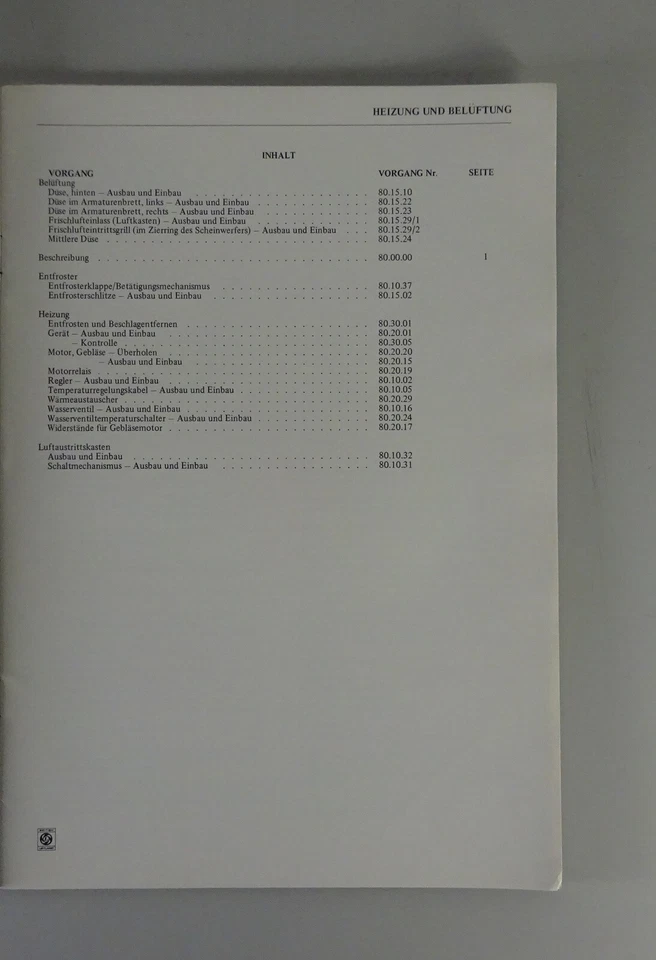 HEIZUNG UND BELÜFTUNG
INHALT
VORGANG VORGANG Nr. SEITE
Belüftung
Düse, hinten – Ausbau und Einbau . . . . . . . . . . . . . . . . . . . . 80.15.10
Düse im Armaturenbrett, links – Ausbau und Einbau . . . . . . . . . . . . . 80.15.22
Düse im Armaturenbrett, rechts – Ausbau und Einbau . . . . . . . . . . . . 80.15.23
Frischlufteinlass (Luftkasten) – Ausbau und Einbau . . . . . . . . . . . . . 80.15.29/1
Frischlufteintrittsgrill (im Zierring des Scheinwerfers) – Ausbau und Einbau . . . 80.15.29/2
Mittlere Düse . . . . . . . . . . . . . . . . . . . . . . . . . . . . . . 80.15.24
Beschreibung . . . . . . . . . . . . . . . . . . . . . . . . . . . . . . . 80.00.00 1
Entfroster
Entfrosterklappe/Betätigungsmechanismus . . . . . . . . . . . . . . . . . 80.10.37
Entfrosterschlitze – Ausbau und Einbau . . . . . . . . . . . . . . . . . . 80.15.02
Heizung
Entfrosten und Beschlagentfernen . . . . . . . . . . . . . . . . . . . . . 80.30.01
Gerät – Ausbau und Einbau . . . . . . . . . . . . . . . . . . . . . . . 80.20.01
– Kontrolle . . . . . . . . . . . . . . . . . . . . . . . . . . . . 80.30.05
Motor, Gebläse – Überholen . . . . . . . . . . . . . . . . . . . . . . . 80.20.20
– Ausbau und Einbau . . . . . . . . . . . . . . . . . . . . 80.20.15
Motorrelais . . . . . . . . . . . . . . . . . . . . . . . . . . . . . . . 80.20.19
Regler – Ausbau und Einbau . . . . . . . . . . . . . . . . . . . . . . . 80.10.02
Temperaturregelungskabel – Ausbau und Einbau . . . . . . . . . . . . . . . 80.10.05
Wärmeaustauscher . . . . . . . . . . . . . . . . . . . . . . . . . . . . 80.20.29
Wasserventil – Ausbau und Einbau . . . . . . . . . . . . . . . . . . . . . 80.10.16
Wasserventiltemperaturschalter – Ausbau und Einbau . . . . . . . . . . . . . 80.20.24
Widerstände für Gebläsemotor . . . . . . . . . . . . . . . . . . . . . . . 80.20.17
Luftaustrittskasten
Ausbau und Einbau . . . . . . . . . . . . . . . . . . . . . . . . . . . 80.10.32
Schaltmechanismus – Ausbau und Einbau . . . . . . . . . . . . . . . . . 80.10.31